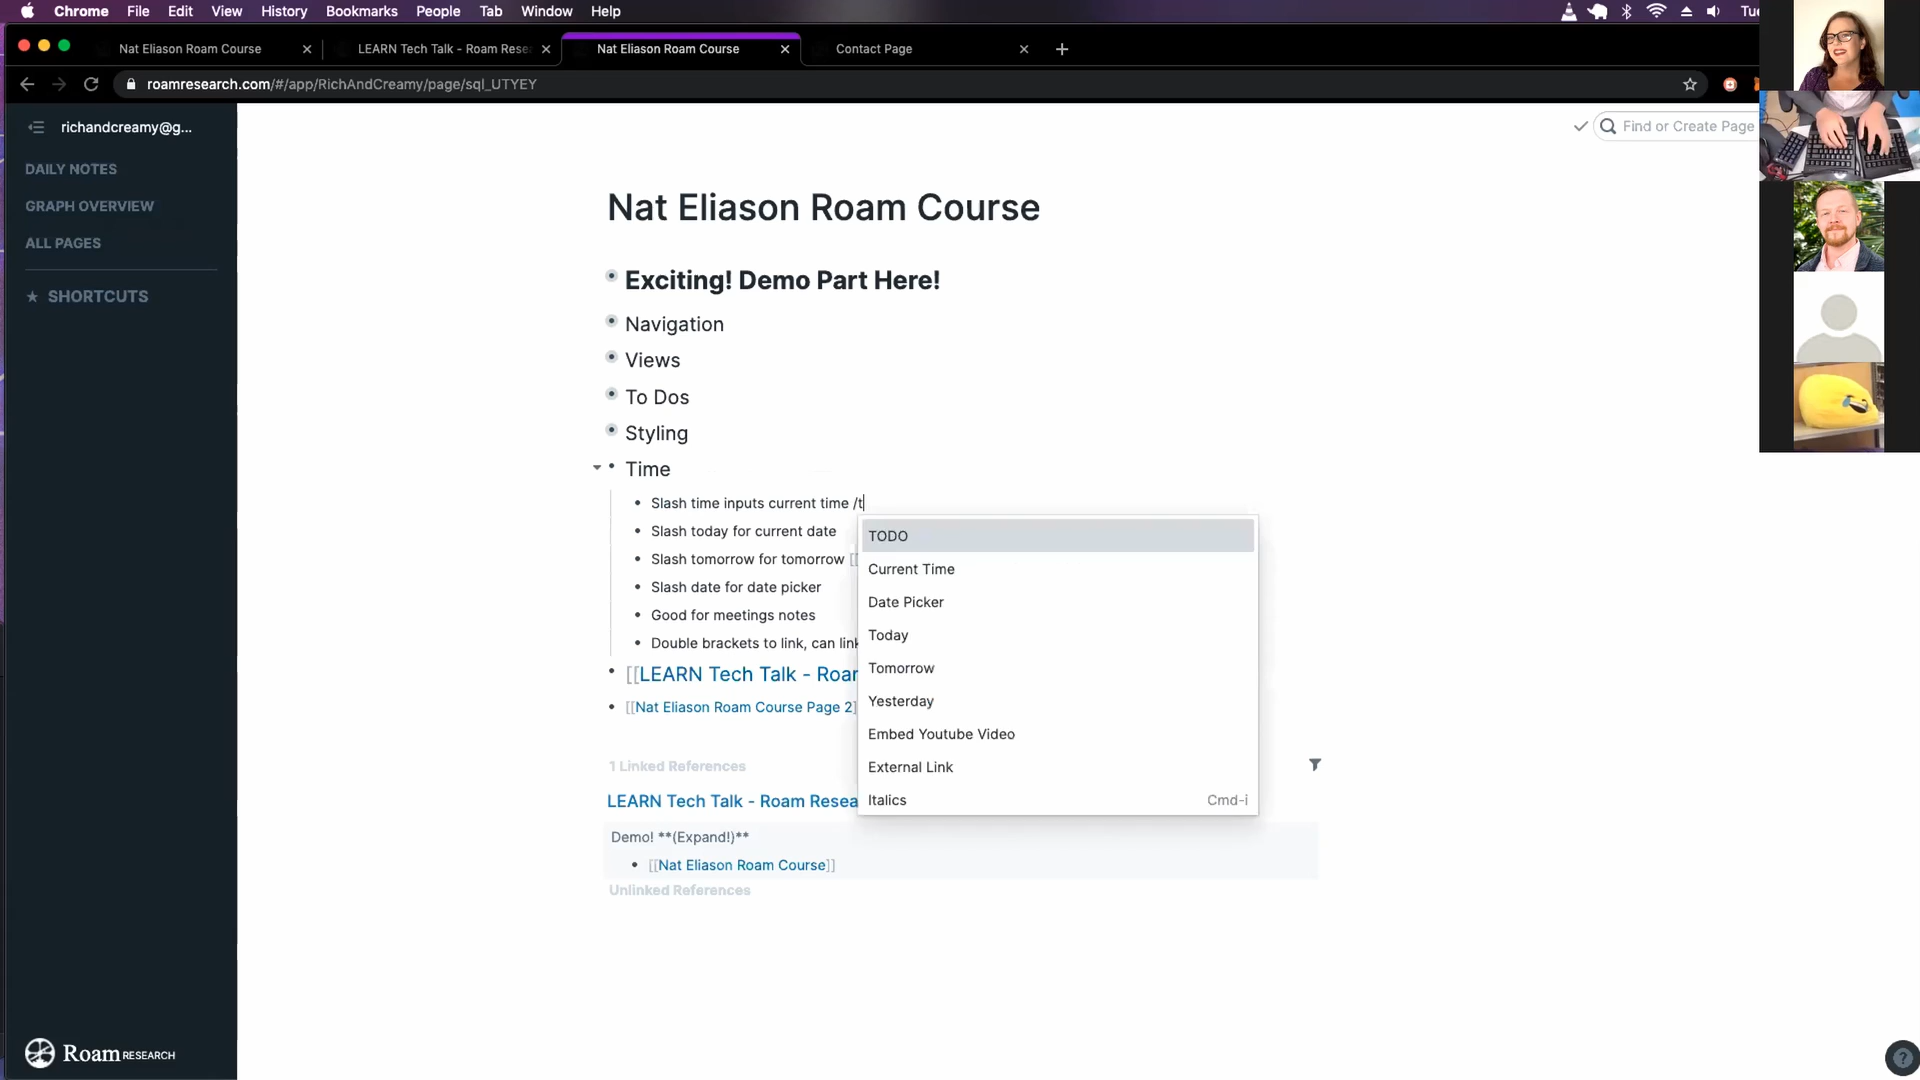 Chrome File Edit View History Bookmarks People Tab Window Help Tue
Nat Eliason Roam Course LEARN Tech Talk - Roam Rese Nat Eliason Roam Course Contact Page
roamresearch.com/#/app/RichAndCreamy/page/sql_UTYEY
richandcreamy@g...
Find or Create Page
DAILY NOTES
GRAPH OVERVIEW
ALL PAGES
SHORTCUTS
Nat Eliason Roam Course
Exciting! Demo Part Here!
Navigation
Views
To Dos
Styling
Time
Slash time inputs current time /t
Slash today for current date
Slash tomorrow for tomorrow [[
Slash date for date picker
Good for meetings notes
Double brackets to link, can link
[[LEARN Tech Talk - Roar
[[Nat Eliason Roam Course Page 2]
TODO
Current Time
Date Picker
Today
Tomorrow
Yesterday
Embed Youtube Video
External Link
Italics Cmd-i
1 Linked References
LEARN Tech Talk - Roam Resea
Demo! **(Expand!)**
[[Nat Eliason Roam Course]]
Unlinked References
Roam RESEARCH
?